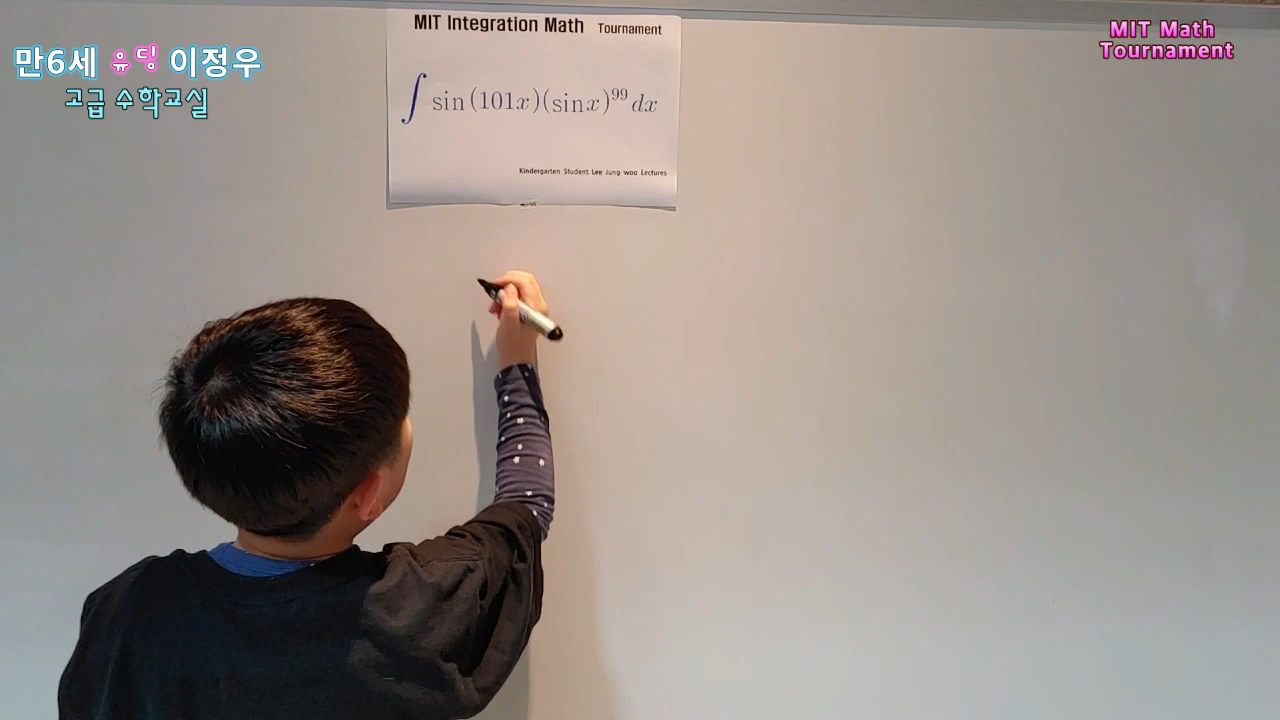 만6세 유딩 이정우
고급 수학교실
MIT Integration Math Tournament
∫ sin (101x)(sinx)^99 dx
Kindergarten Student Lee Jung woo Lectures
MIT Math
Tournament